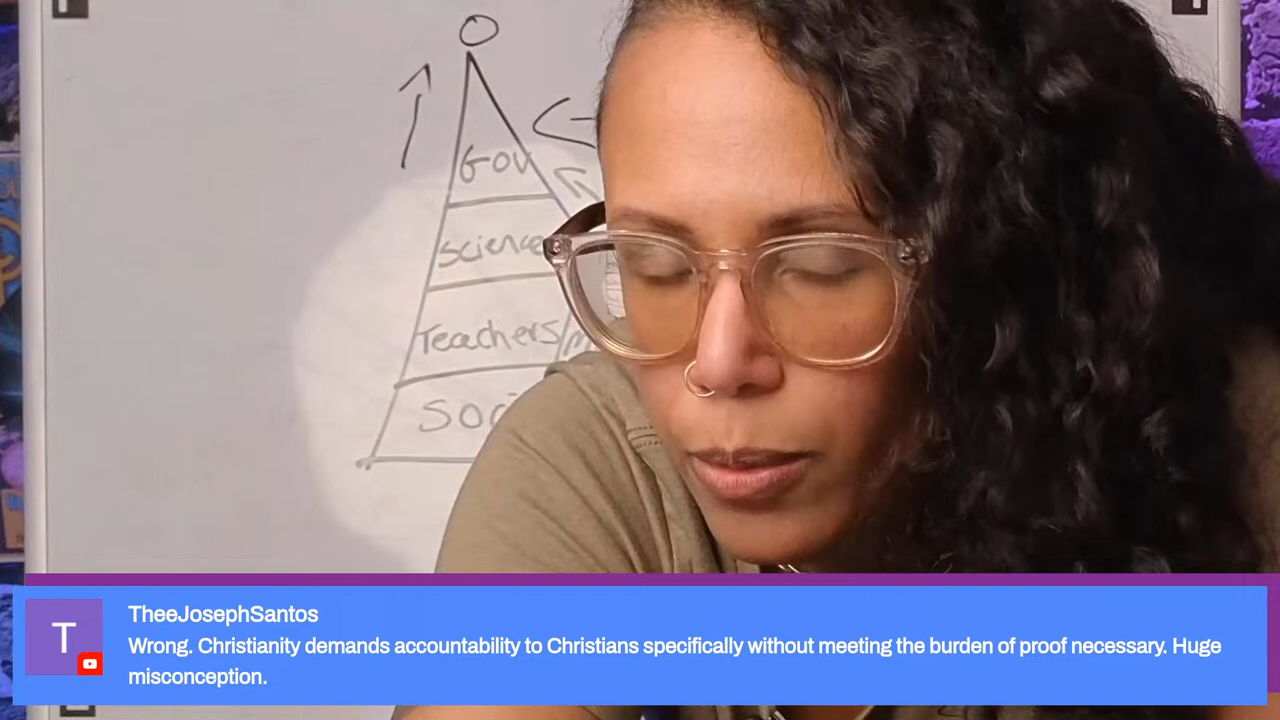 Gov
Science
Teachers
Soci
T
TheeJosephSantos
Wrong. Christianity demands accountability to Christians specifically without meeting the burden of proof necessary. Huge
misconception.